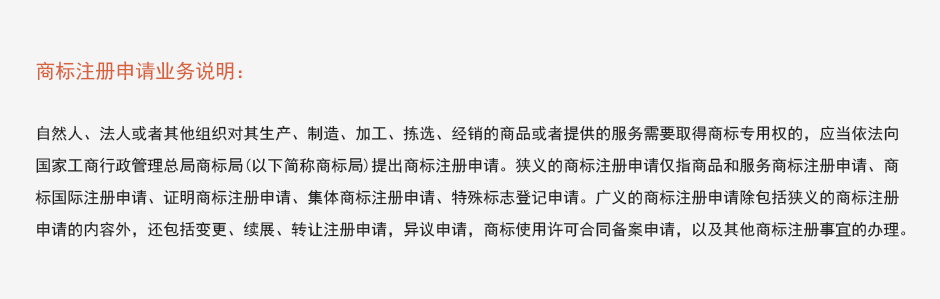 商标注册申请业务说明：
自然人、法人或者其他组织对其生产、制造、加工、拣选、经销的商品或者提供的服务需要取得商标专用权的，应当依法向
国家工商行政管理总局商标局(以下简称商标局)提出商标注册申请。狭义的商标注册申请仅指商品和服务商标注册申请、商
标国际注册申请、证明商标注册申请、集体商标注册申请、特殊标志登记申请。广义的商标注册申请除包括狭义的商标注册
申请的内容外，还包括变更、续展、转让注册申请，异议申请，商标使用许可合同备案申请，以及其他商标注册事宜的办理。